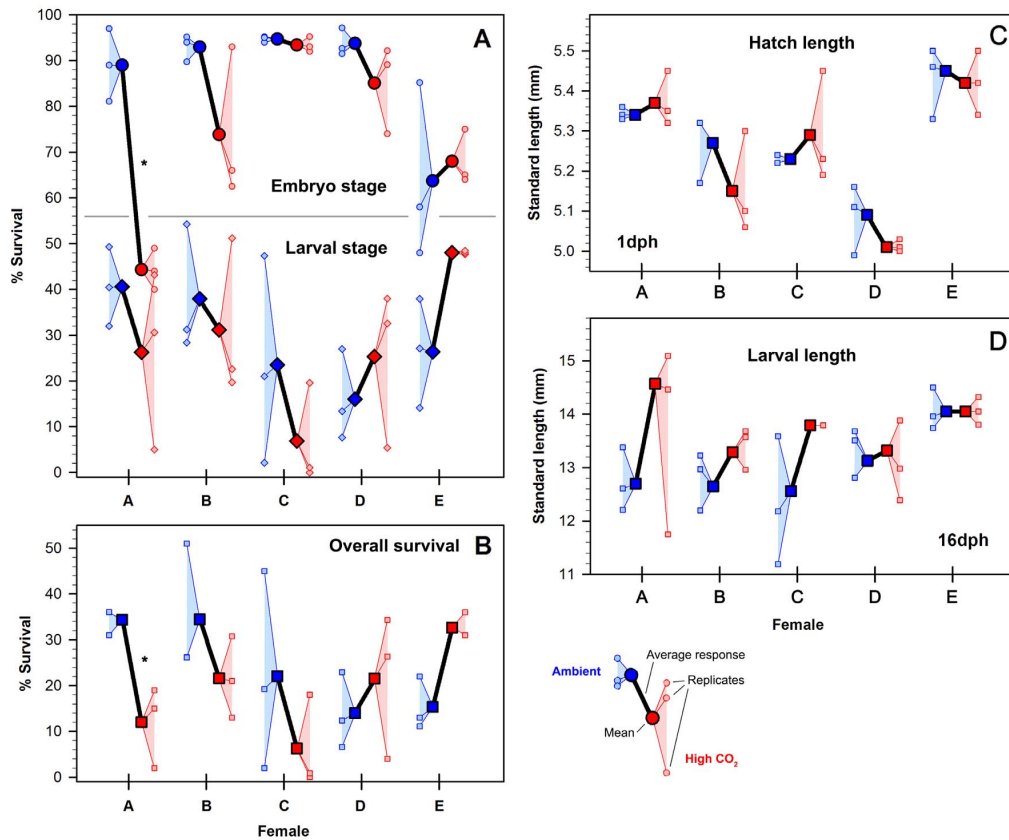 A
% Survival
100
90
80
70
60
50
40
30
20
10
0
*
Embryo stage
Larval stage
A B C D E
B
Overall survival
% Survival
50
40
30
20
10
0
*
A B C D E
Female
C
Hatch length
Standard length (mm)
5.5
5.4
5.3
5.2
5.1
5.0
1dph
A B C D E
D
Larval length
Standard length (mm)
15
14
13
12
11
16dph
A B C D E
Female
Ambient
Average response
Replicates
Mean
High CO₂